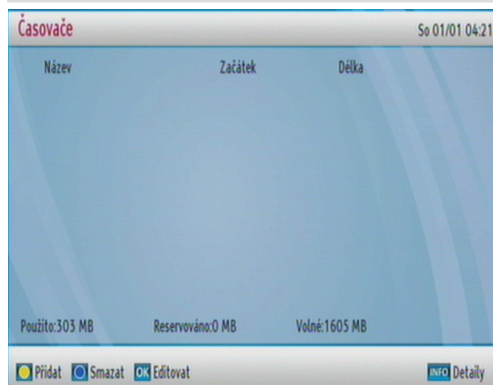 Časovače So 01/01 04:21
Název Začátek Délka
Použito:303 MB Reservováno:0 MB Volné:1605 MB
Přidat Smazat OK Editovat INFO Detaily